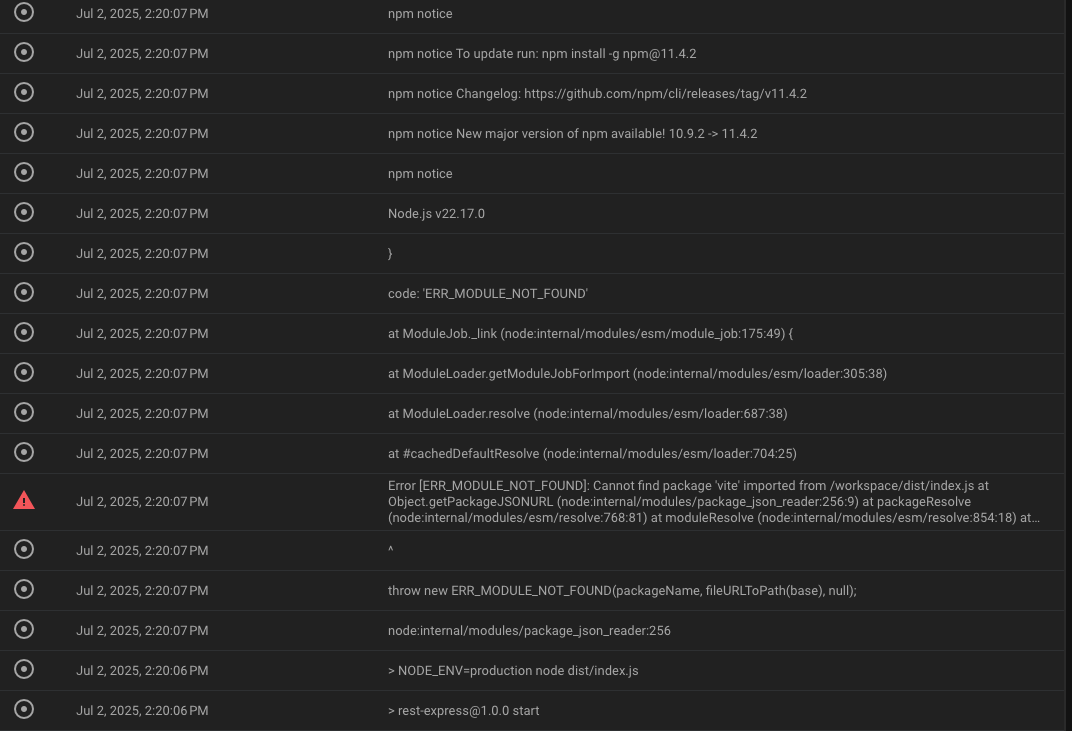 Jul 2, 2025, 2:20:07 PM npm notice
Jul 2, 2025, 2:20:07 PM npm notice To update run: npm install -g npm@11.4.2
Jul 2, 2025, 2:20:07 PM npm notice Changelog: https://github.com/npm/cli/releases/tag/v11.4.2
Jul 2, 2025, 2:20:07 PM npm notice New major version of npm available! 10.9.2 -> 11.4.2
Jul 2, 2025, 2:20:07 PM npm notice
Jul 2, 2025, 2:20:07 PM Node.js v22.17.0
Jul 2, 2025, 2:20:07 PM }
Jul 2, 2025, 2:20:07 PM code: 'ERR_MODULE_NOT_FOUND'
Jul 2, 2025, 2:20:07 PM at ModuleJob._link (node:internal/modules/esm/module_job:175:49) {
Jul 2, 2025, 2:20:07 PM at ModuleLoader.getModuleJobForImport (node:internal/modules/esm/loader:305:38)
Jul 2, 2025, 2:20:07 PM at ModuleLoader.resolve (node:internal/modules/esm/loader:687:38)
Jul 2, 2025, 2:20:07 PM at #cachedDefaultResolve (node:internal/modules/esm/loader:704:25)
Jul 2, 2025, 2:20:07 PM Error [ERR_MODULE_NOT_FOUND]: Cannot find package 'vite' imported from /workspace/dist/index.js at
Object.getPackageJSONURL (node:internal/modules/package_json_reader:256:9) at packageResolve
(node:internal/modules/esm/resolve:768:81) at moduleResolve (node:internal/modules/esm/resolve:854:18) at…
Jul 2, 2025, 2:20:07 PM ^
Jul 2, 2025, 2:20:07 PM throw new ERR_MODULE_NOT_FOUND(packageName, fileURLToPath(base), null);
Jul 2, 2025, 2:20:07 PM node:internal/modules/package_json_reader:256
Jul 2, 2025, 2:20:06 PM > NODE_ENV=production node dist/index.js
Jul 2, 2025, 2:20:06 PM > rest-express@1.0.0 start